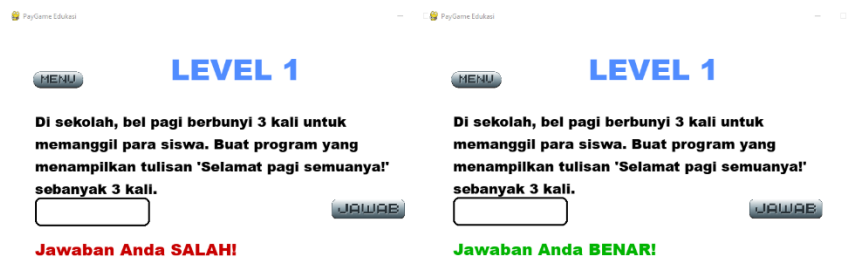 PayGame Edukasi
LEVEL 1
MENU
Di sekolah, bel pagi berbunyi 3 kali untuk
memanggil para siswa. Buat program yang
menampilkan tulisan 'Selamat pagi semuanya!'
sebanyak 3 kali.
JAWAB
Jawaban Anda SALAH!
PayGame Edukasi
LEVEL 1
MENU
Di sekolah, bel pagi berbunyi 3 kali untuk
memanggil para siswa. Buat program yang
menampilkan tulisan 'Selamat pagi semuanya!'
sebanyak 3 kali.
JAWAB
Jawaban Anda BENAR!